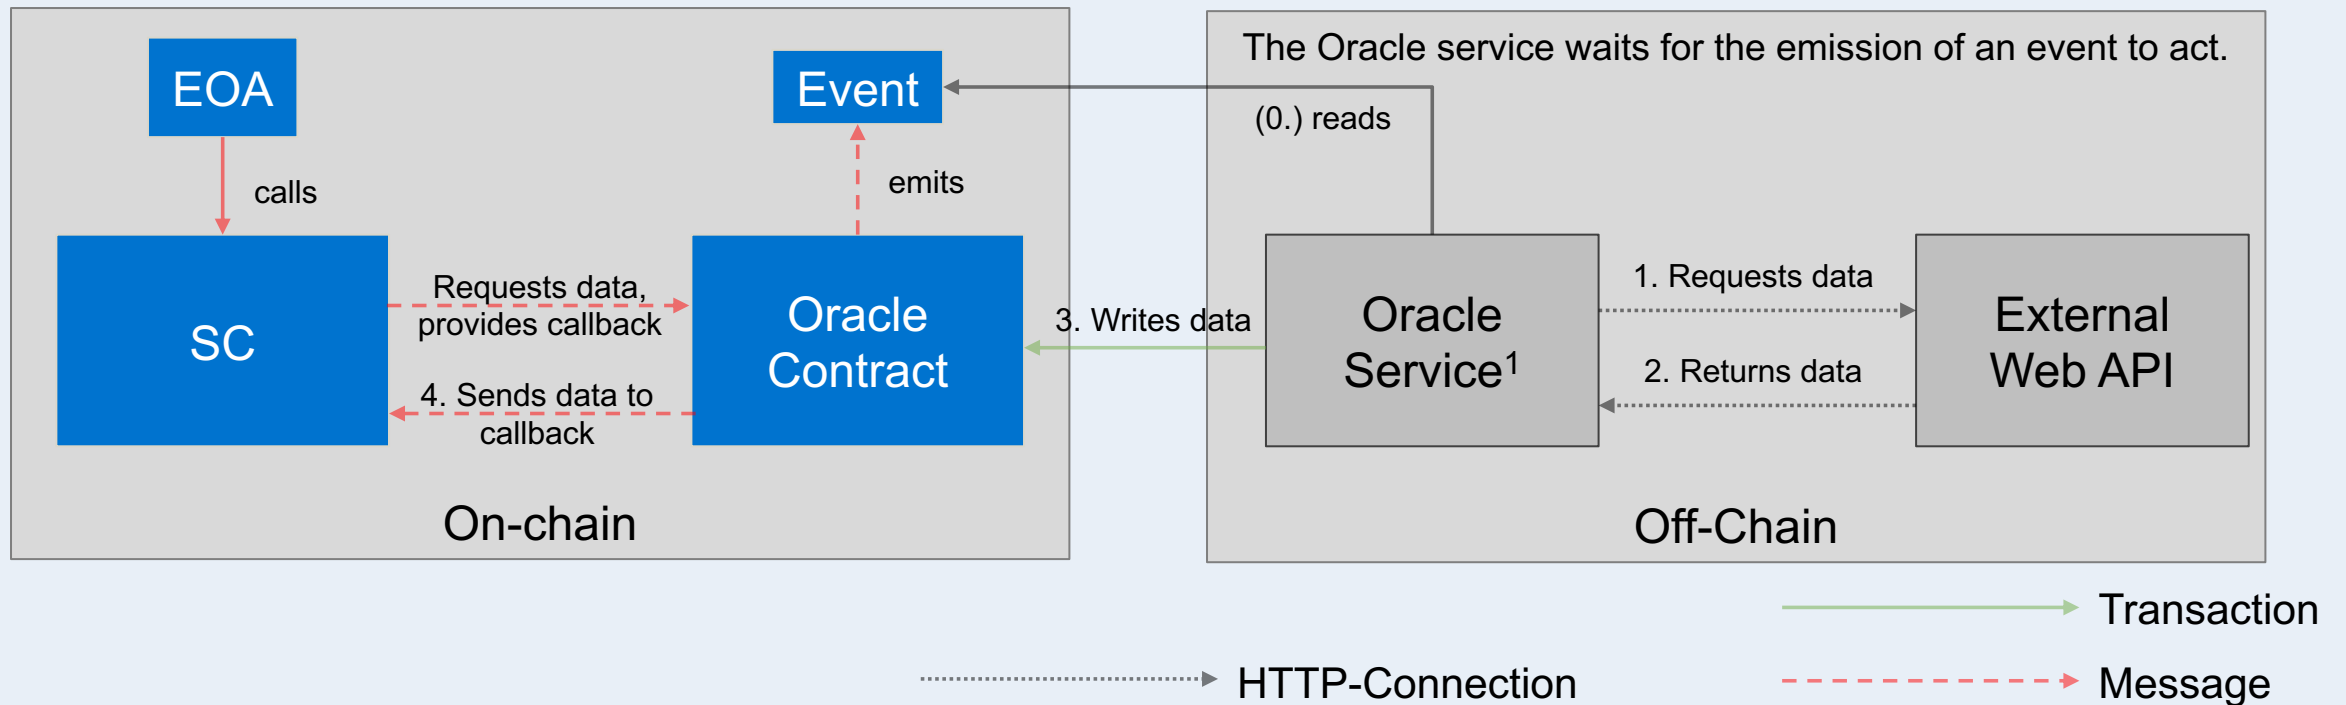 EOA
Event
The Oracle service waits for the emission of an event to act.
(0.) reads
calls
emits
SC
Requests data,
provides callback
4. Sends data to
callback
Oracle
Contract
3. Writes data
Oracle
Service¹
1. Requests data
2. Returns data
External
Web API
On-chain
Off-Chain
Transaction
HTTP-Connection
Message